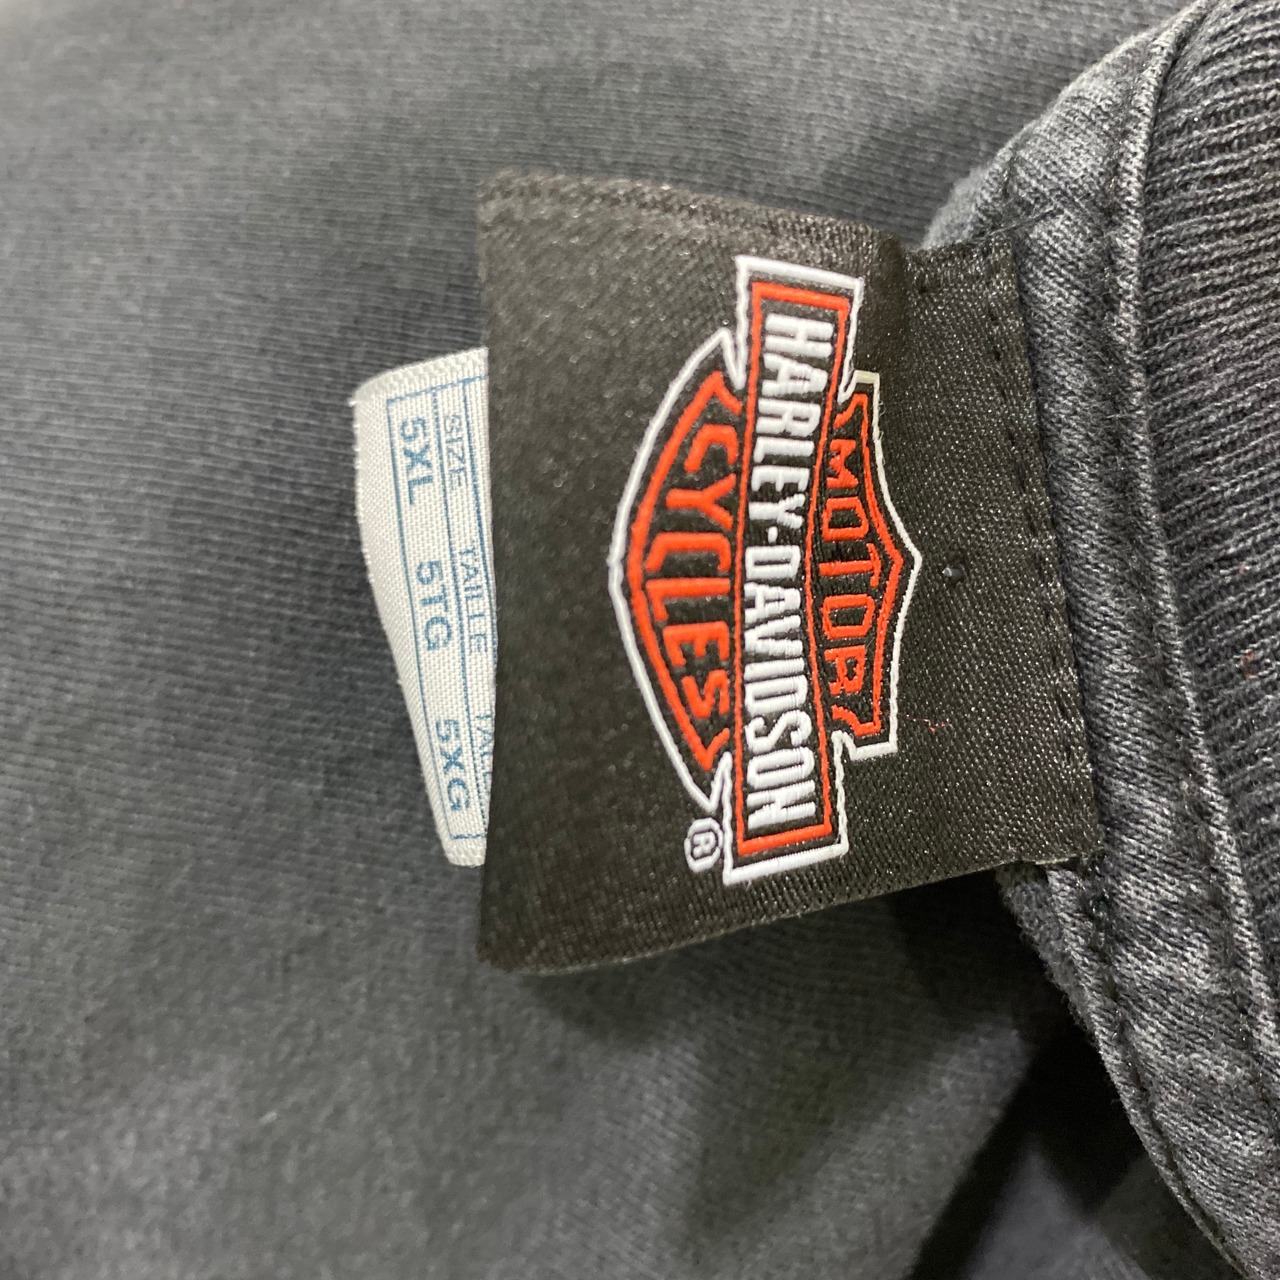 MOTOR
HARLEY-DAVIDSON
CYCLES
®
SIZE TAILLE
5XL 5TG 5XG